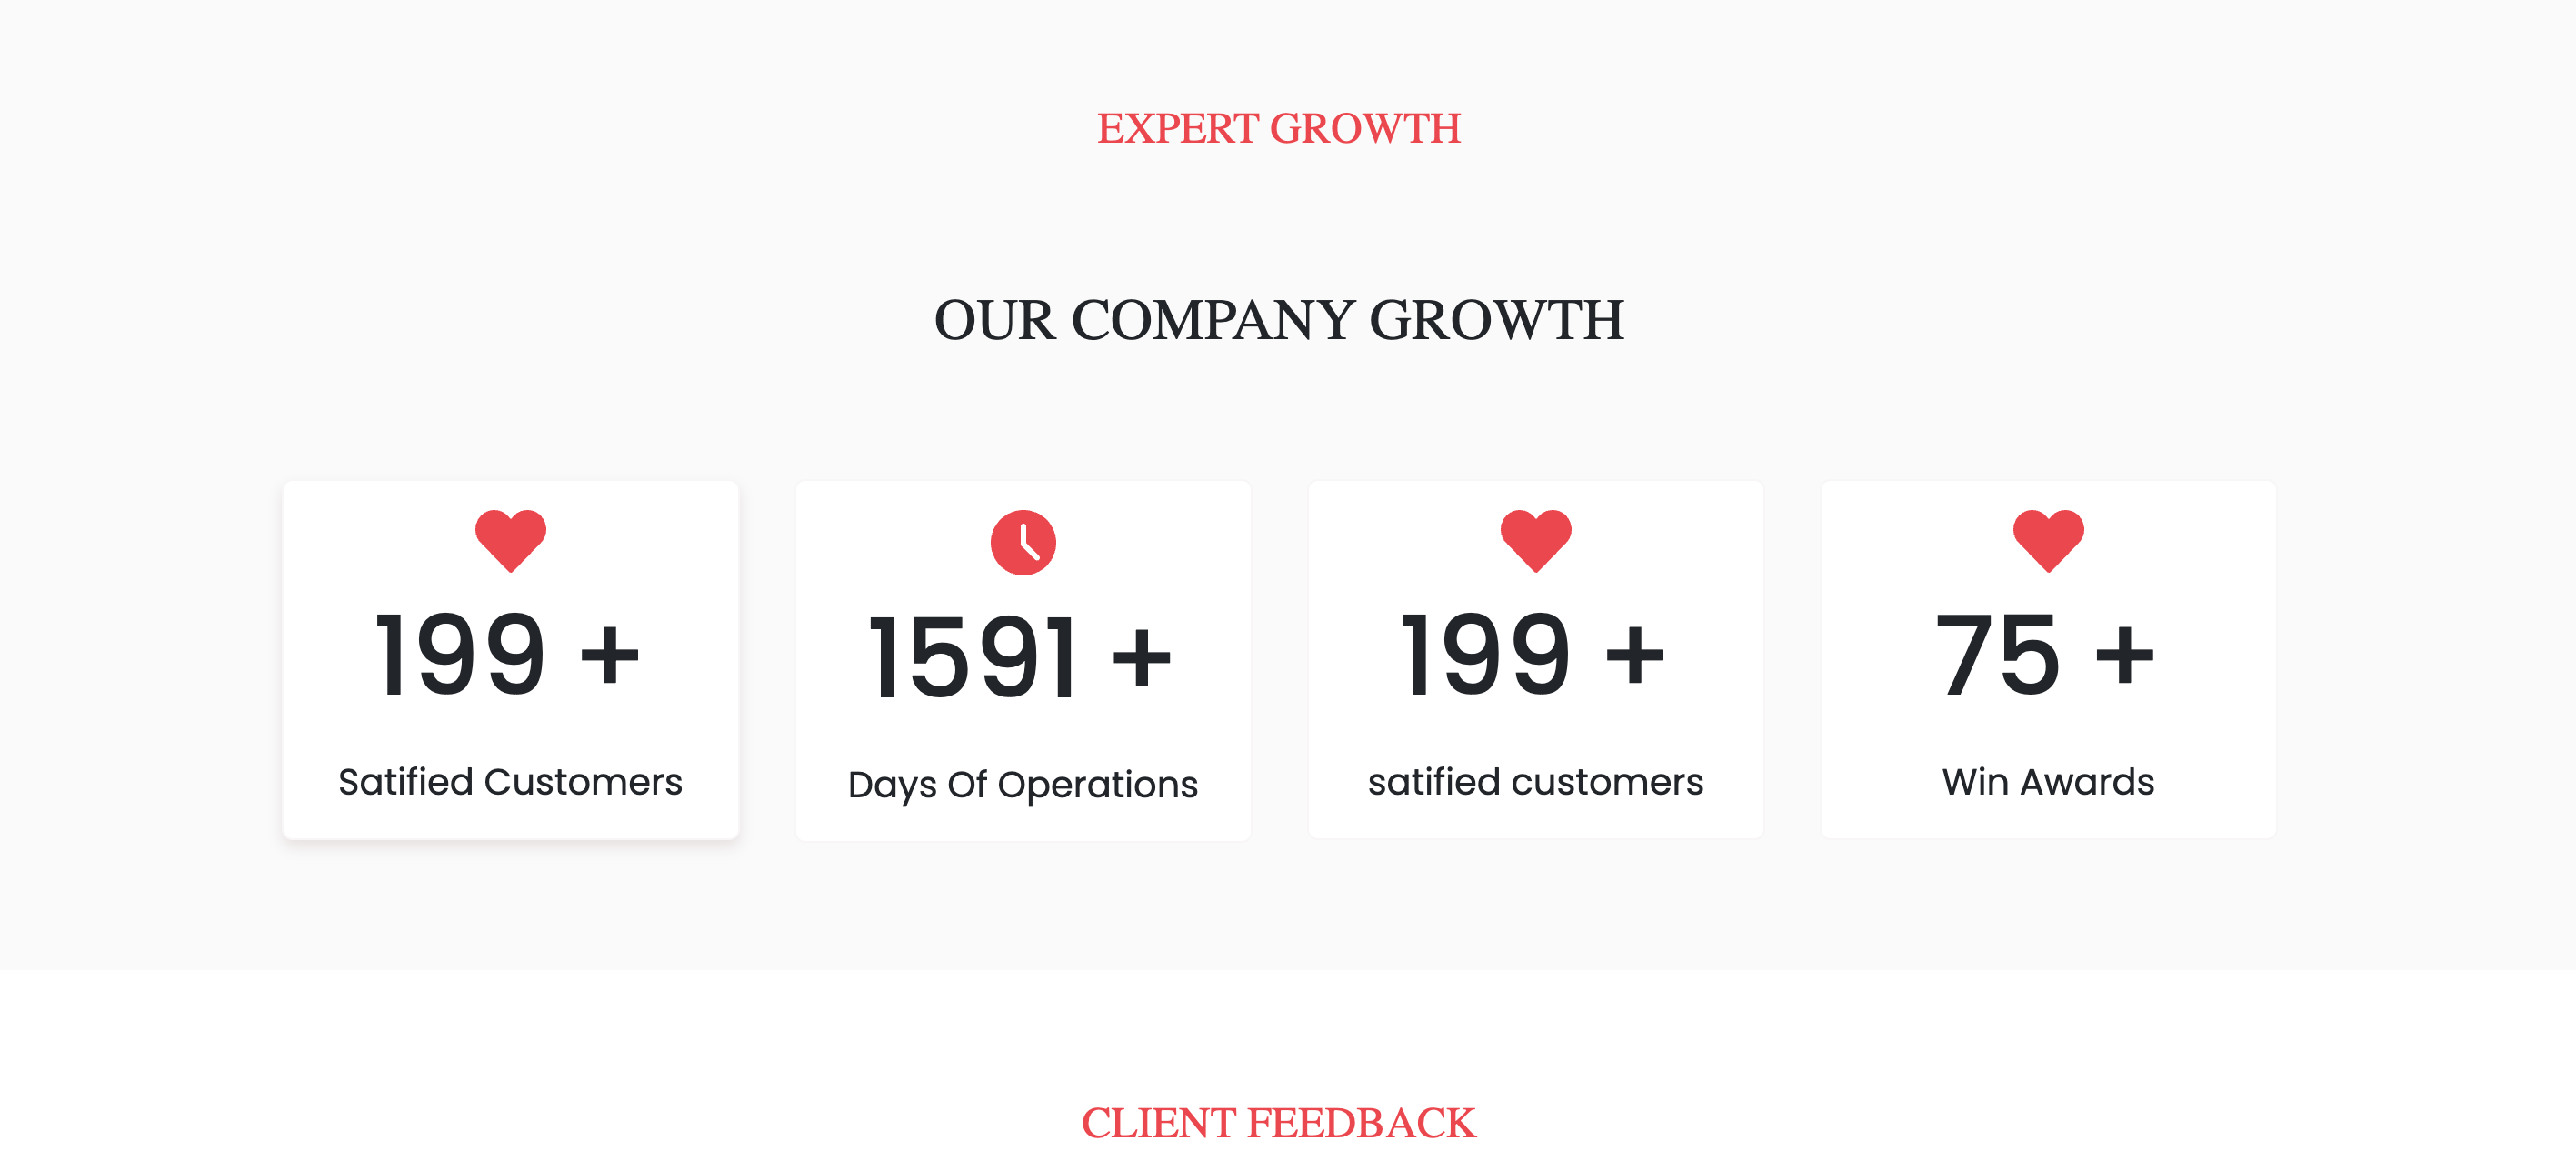 EXPERT GROWTH
OUR COMPANY GROWTH
199 +
Satified Customers
1591 +
Days Of Operations
199 +
satified customers
75 +
Win Awards
CLIENT FEEDBACK